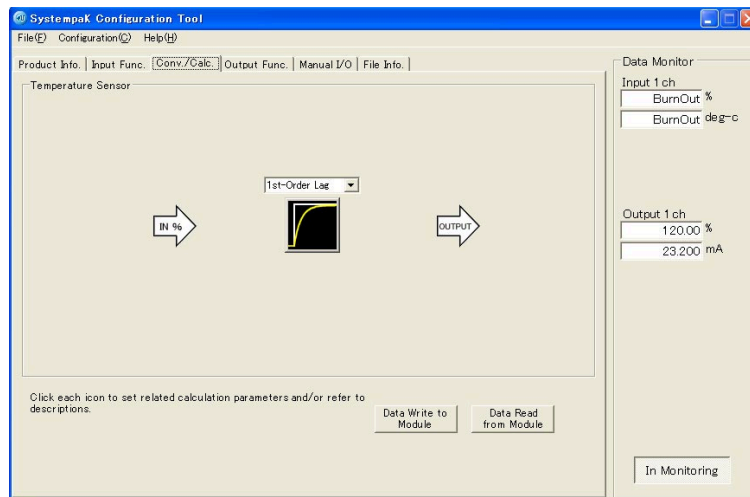 SystempaK Configuration Tool
File(F) Configuration(C) Help(H)
Product Info. Input Func. Conv./Calc. Output Func. Manual I/O File Info.
Temperature Sensor
1st-Order Lag
IN %
OUTPUT
Click each icon to set related calculation parameters and/or refer to
descriptions.
Data Write to
Module
Data Read
from Module
Data Monitor
Input 1 ch
BurnOut %
BurnOut deg-c
Output 1 ch
120.00 %
23.200 mA
In Monitoring